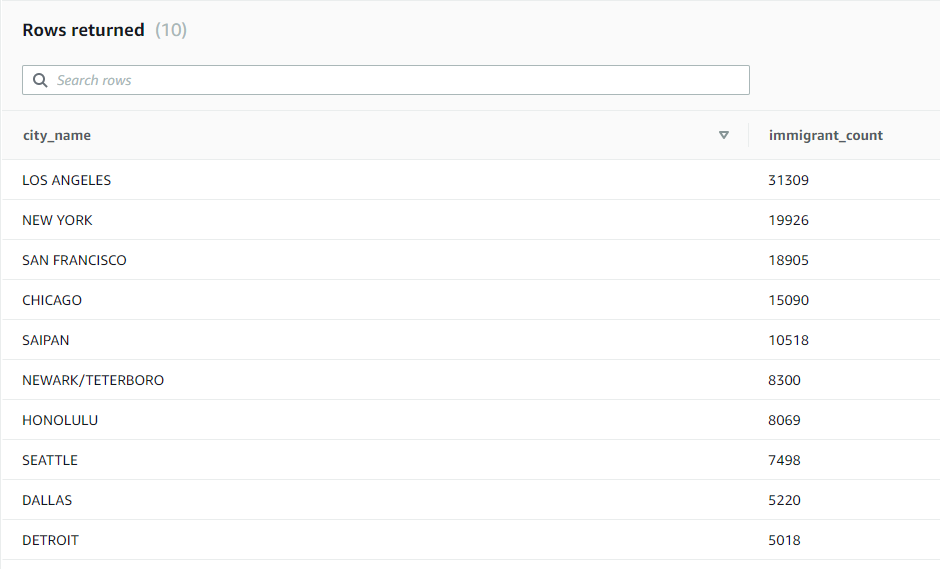 Rows returned (10)
Search rows
city_name immigrant_count
LOS ANGELES 31309
NEW YORK 19926
SAN FRANCISCO 18905
CHICAGO 15090
SAIPAN 10518
NEWARK/TETERBORO 8300
HONOLULU 8069
SEATTLE 7498
DALLAS 5220
DETROIT 5018